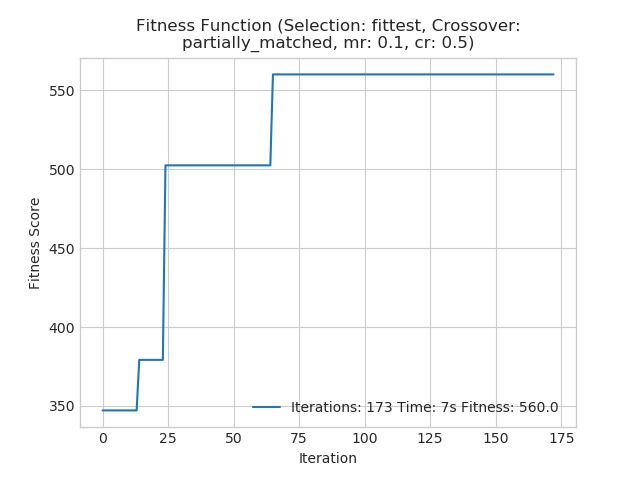 Fitness Function (Selection: fittest, Crossover:
partially_matched, mr: 0.1, cr: 0.5)
550
500
450
400
350
Fitness Score
Iterations: 173 Time: 7s Fitness: 560.0
0 25 50 75 100 125 150 175
Iteration